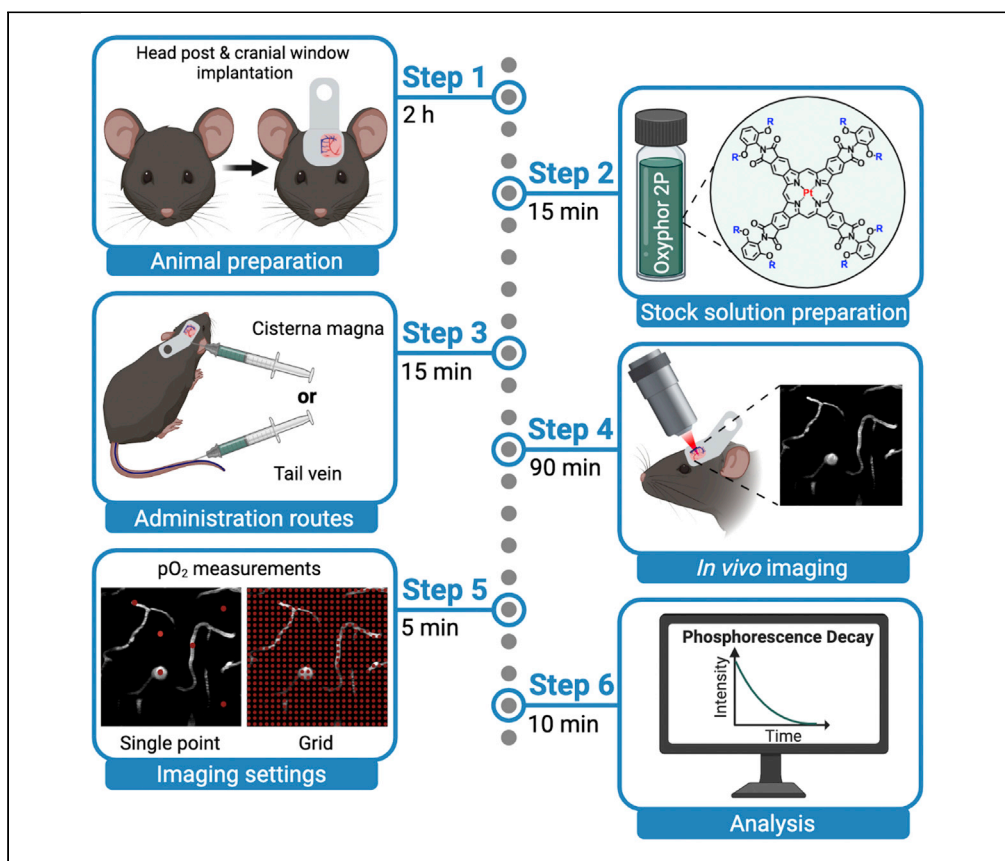 Head post & cranial window
implantation
Animal preparation
Step 1
2 h
Step 2
15 min
Oxyphor 2P
R R
O O
O N O
R O O R
N N
Pt
N N
Stock solution preparation
Step 3
15 min
Cisterna magna
or
Tail vein
Administration routes
Step 4
90 min
In vivo imaging
Step 5
5 min
pO₂ measurements
Single point
Grid
Imaging settings
Step 6
10 min
Phosphorescence Decay
Intensity
Time
Analysis